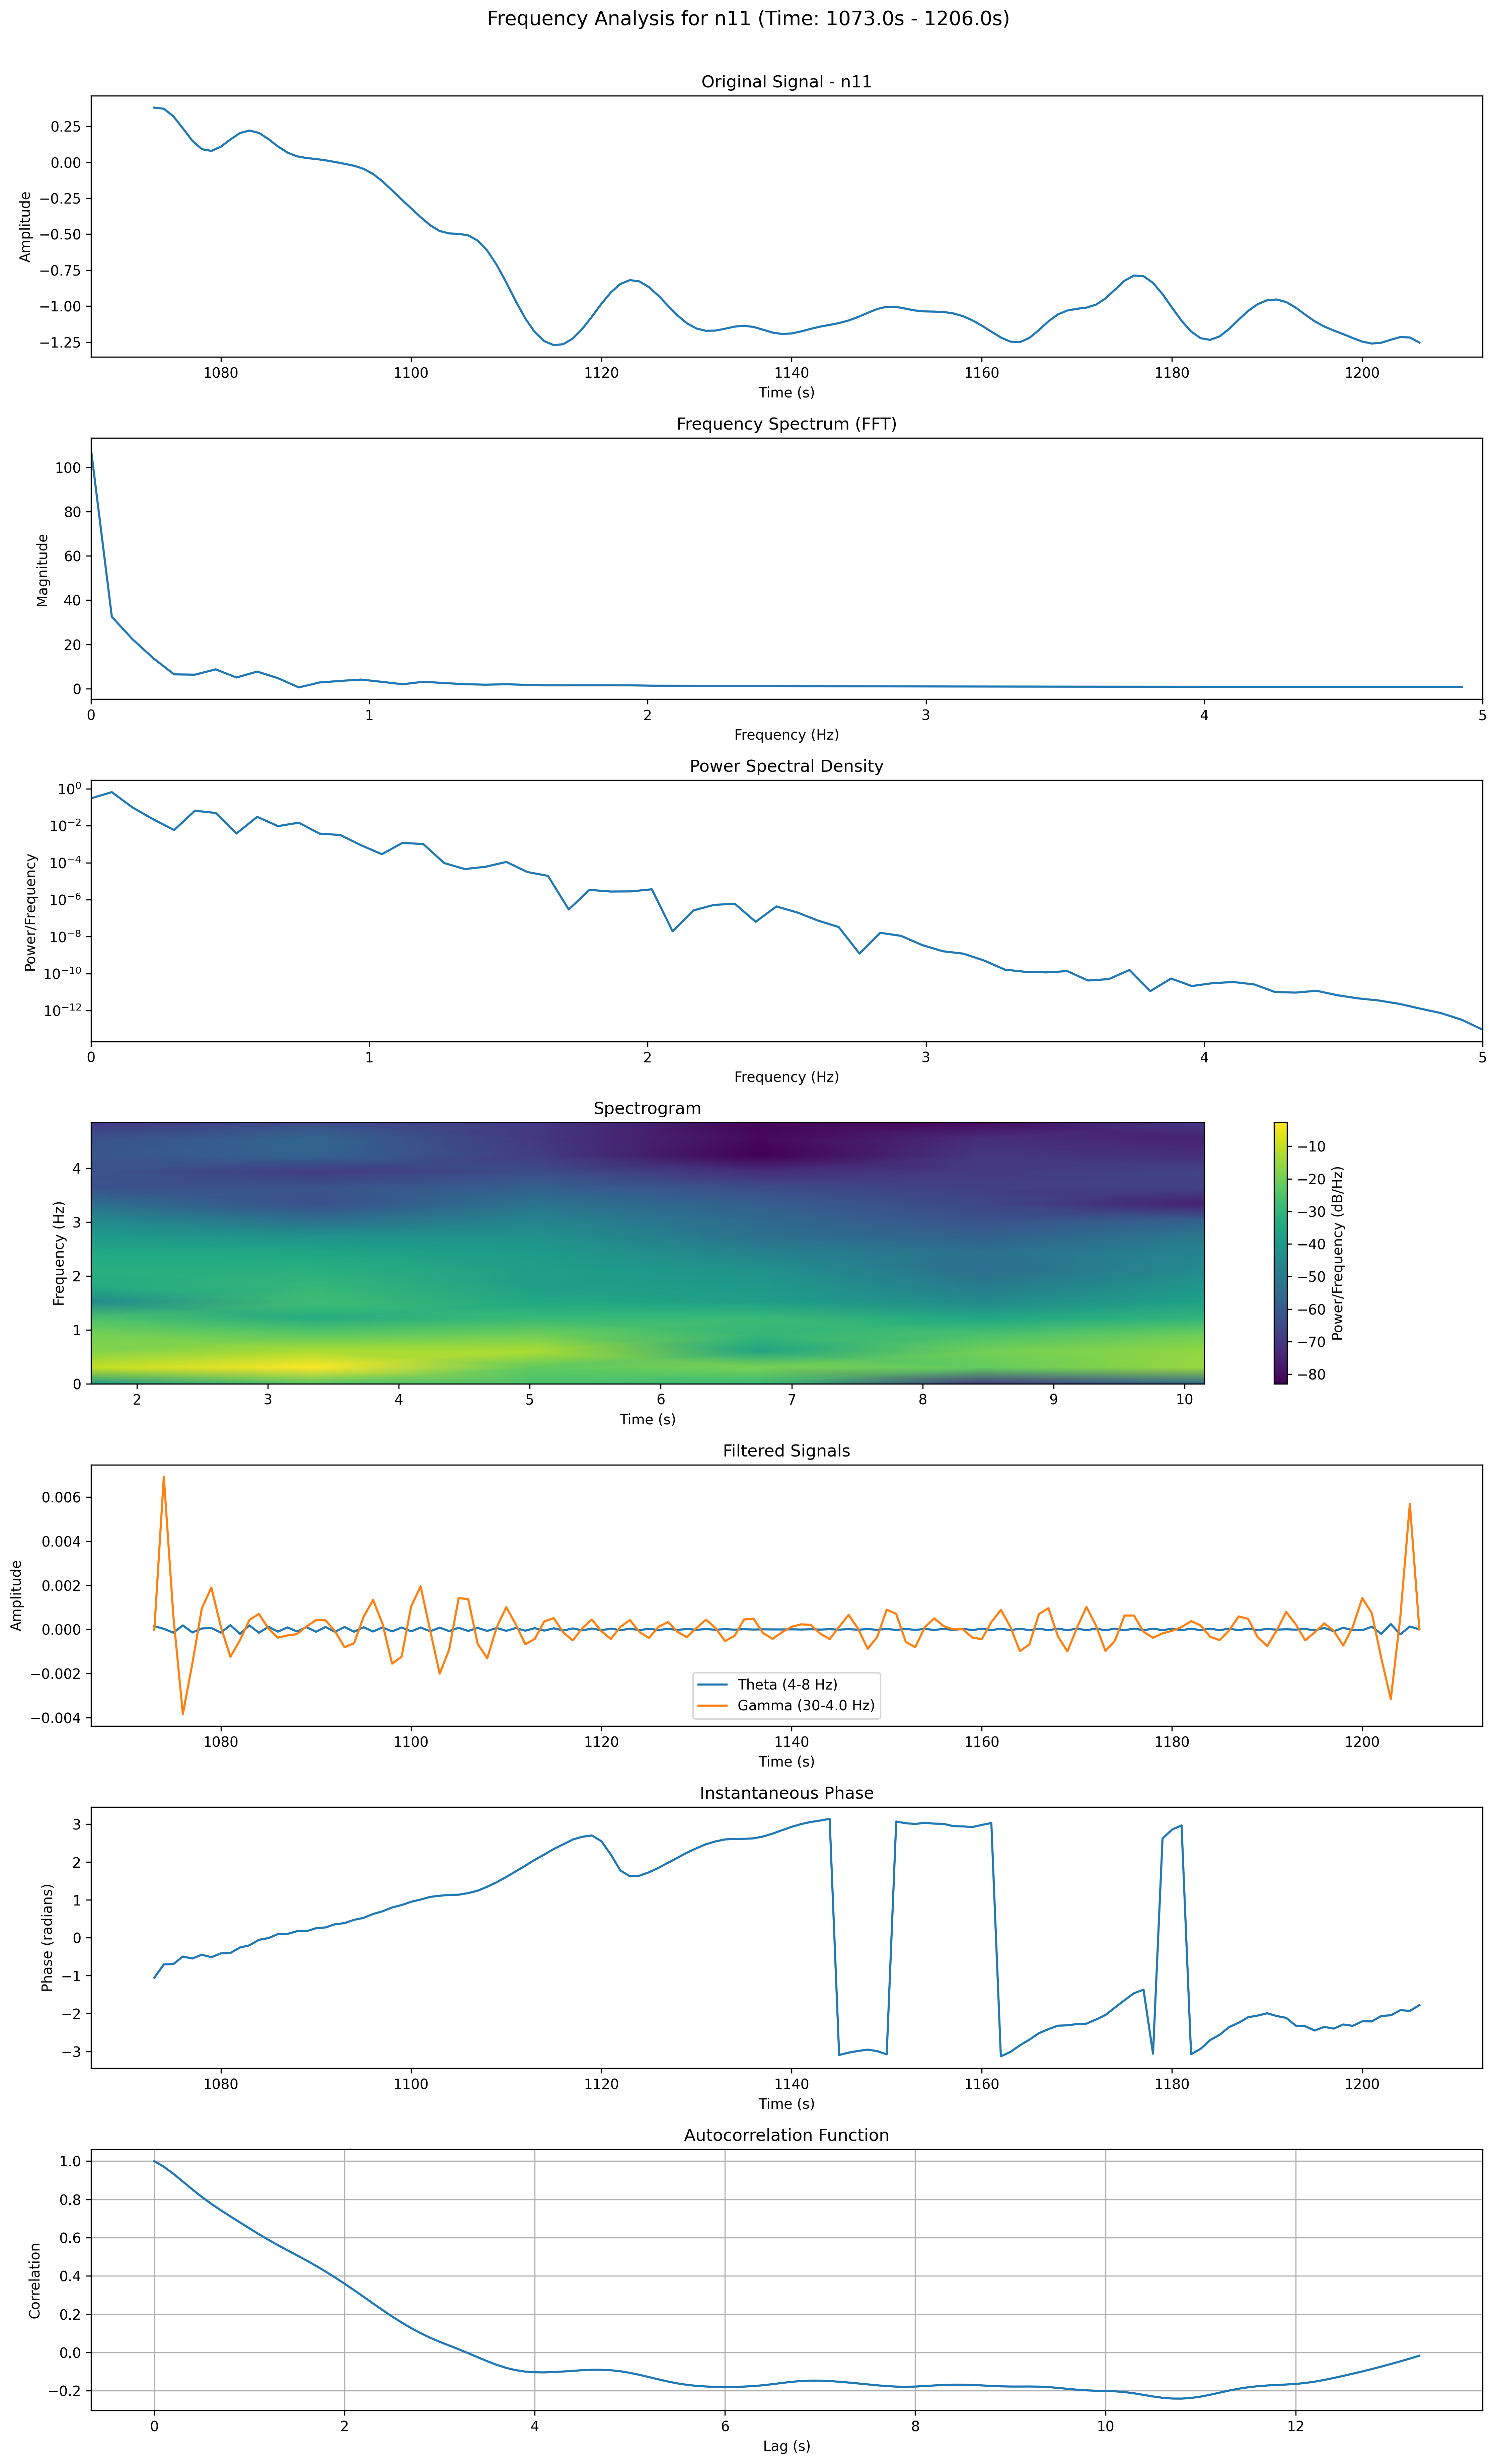 Frequency Analysis for n11 (Time: 1073.0s - 1206.0s)
Original Signal - n11
Amplitude
0.25
0.00
−0.25
−0.50
−0.75
−1.00
−1.25
1080 1100 1120 1140 1160 1180 1200
Time (s)
Frequency Spectrum (FFT)
Magnitude
100
80
60
40
20
0
0 1 2 3 4 5
Frequency (Hz)
Power Spectral Density
Power/Frequency
10⁰
10⁻²
10⁻⁴
10⁻⁶
10⁻⁸
10⁻¹⁰
10⁻¹²
0 1 2 3 4 5
Frequency (Hz)
Spectrogram
Frequency (Hz)
4
3
2
1
0
2 3 4 5 6 7 8 9 10
Time (s)
−10
−20
−30
−40
−50
−60
−70
−80
Power/Frequency (dB/Hz)
Filtered Signals
Amplitude
0.006
0.004
0.002
0.000
−0.002
−0.004
Theta (4-8 Hz)
Gamma (30-4.0 Hz)
1080 1100 1120 1140 1160 1180 1200
Time (s)
Instantaneous Phase
Phase (radians)
3
2
1
0
−1
−2
−3
1080 1100 1120 1140 1160 1180 1200
Time (s)
Autocorrelation Function
Correlation
1.0
0.8
0.6
0.4
0.2
0.0
−0.2
0 2 4 6 8 10 12
Lag (s)